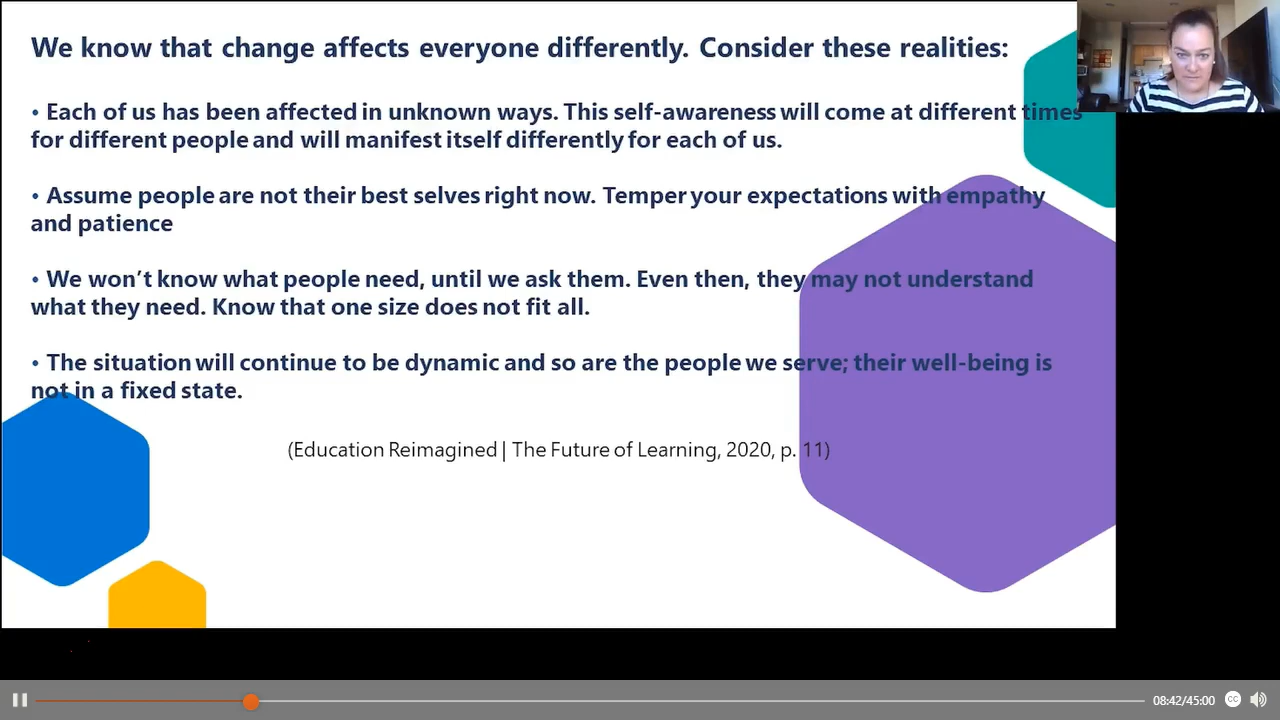 We know that change affects everyone differently. Consider these realities:
• Each of us has been affected in unknown ways. This self-awareness will come at different times
for different people and will manifest itself differently for each of us.
• Assume people are not their best selves right now. Temper your expectations with empathy
and patience
• We won’t know what people need, until we ask them. Even then, they may not understand
what they need. Know that one size does not fit all.
• The situation will continue to be dynamic and so are the people we serve; their well-being is
not in a fixed state.
(Education Reimagined | The Future of Learning, 2020, p. 11)
08:42/45:00
CC